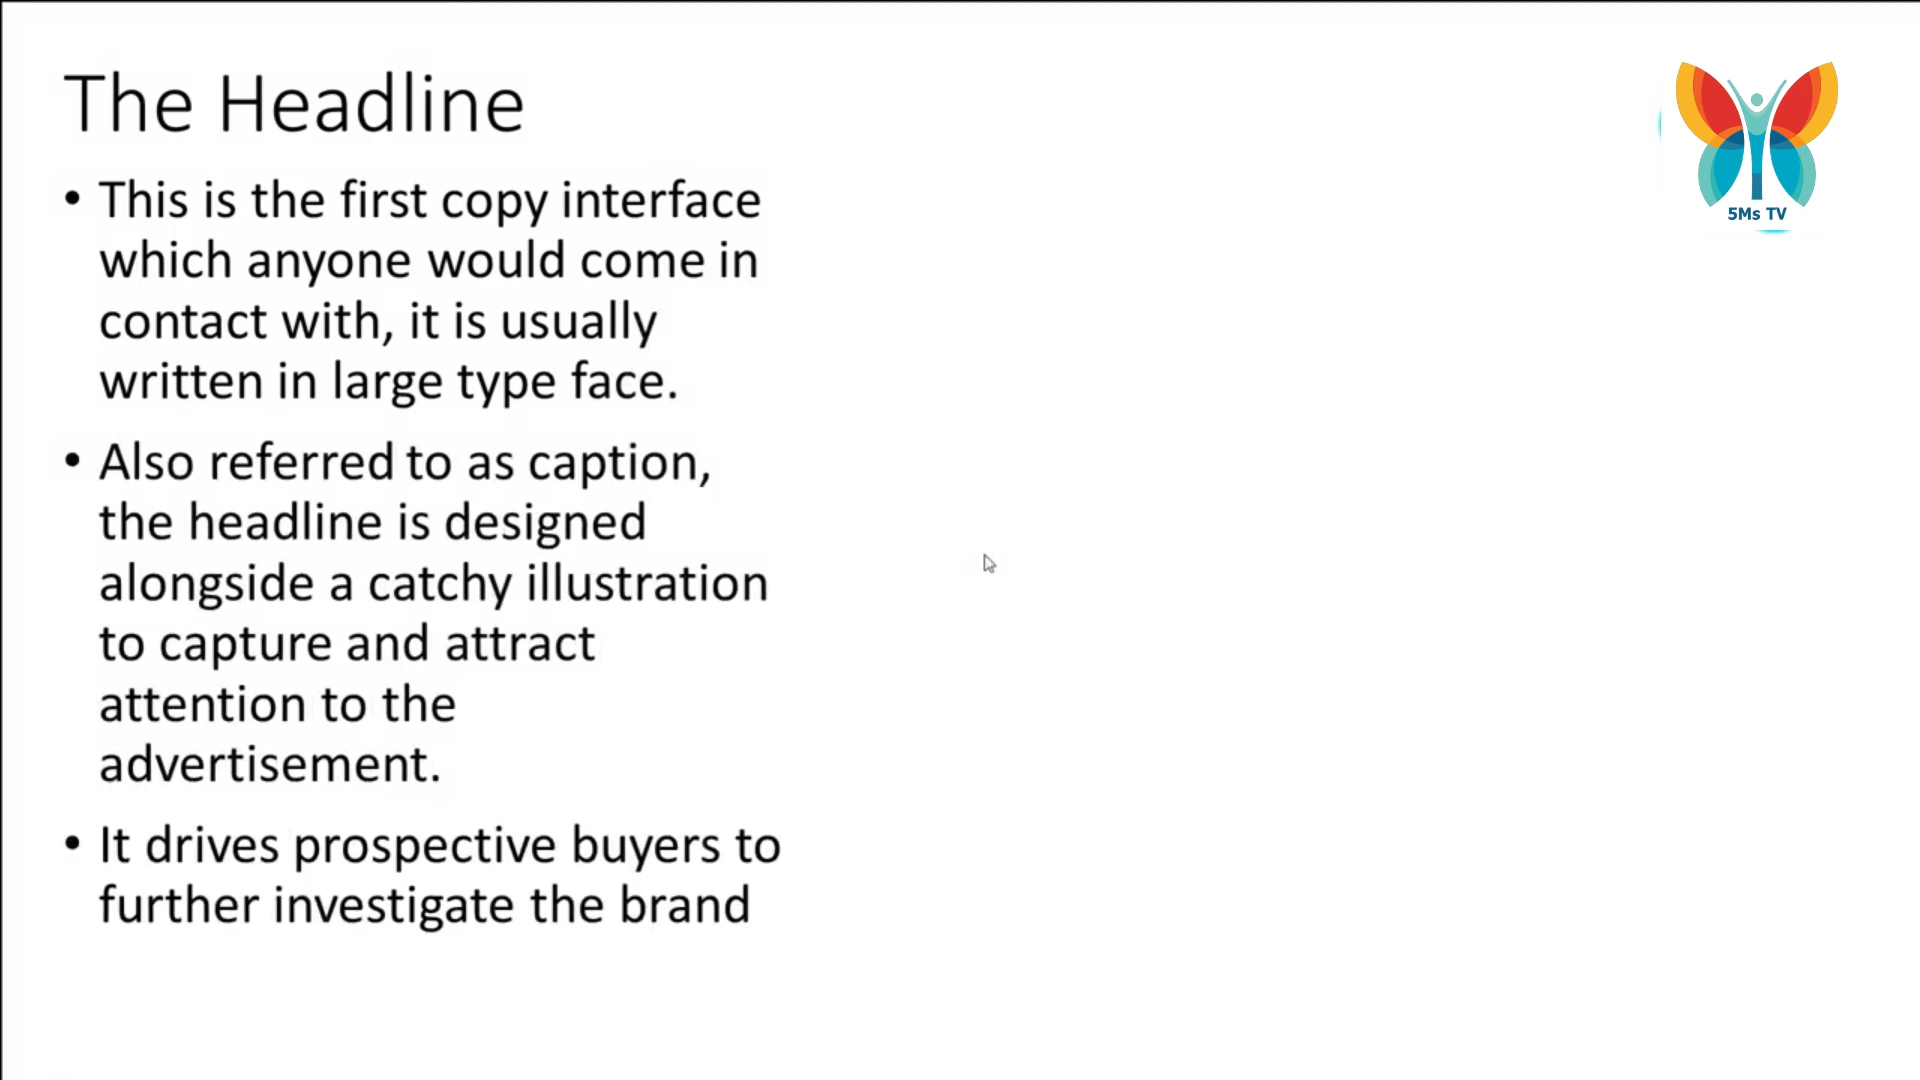 The Headline
• This is the first copy interface
which anyone would come in
contact with, it is usually
written in large type face.
• Also referred to as caption,
the headline is designed
alongside a catchy illustration
to capture and attract
attention to the
advertisement.
• It drives prospective buyers to
further investigate the brand
5Ms TV